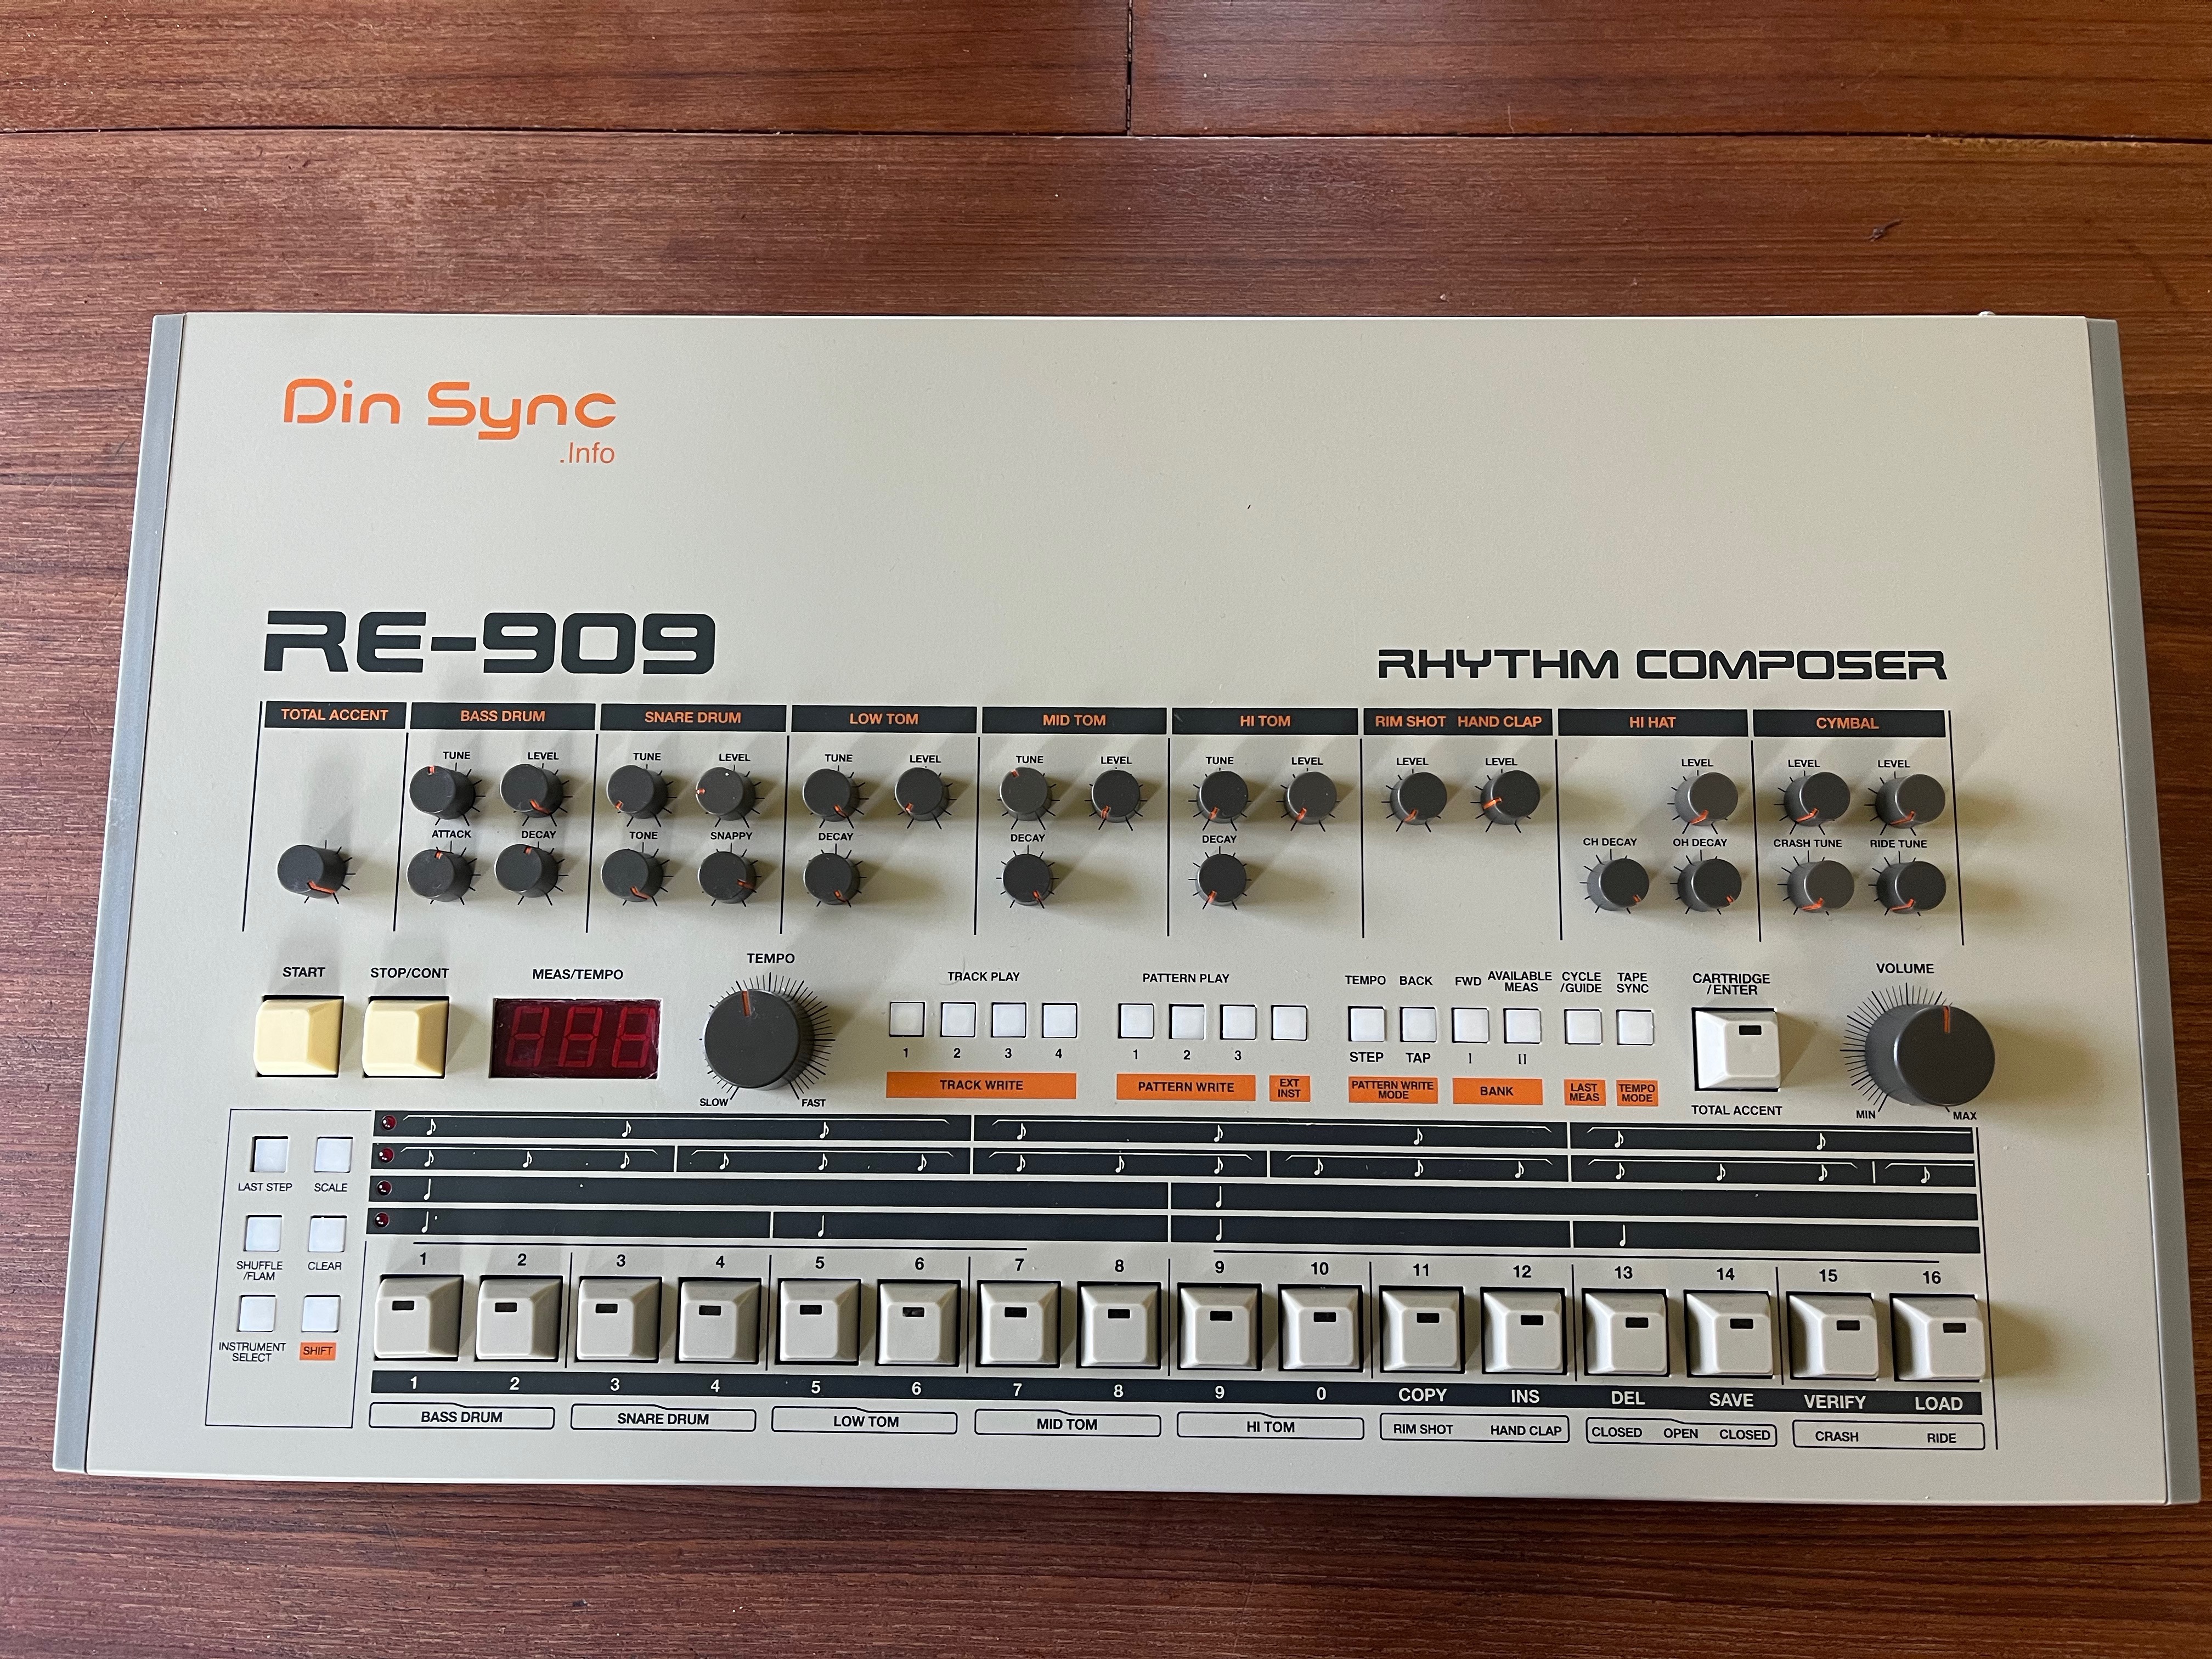 Din Sync
.Info
RE-909
RHYTHM COMPOSER
TOTAL ACCENT BASS DRUM SNARE DRUM LOW TOM MID TOM HI TOM RIM SHOT HAND CLAP HI HAT CYMBAL
TUNE LEVEL TUNE LEVEL TUNE LEVEL TUNE LEVEL TUNE LEVEL LEVEL LEVEL LEVEL LEVEL LEVEL
ATTACK DECAY TONE SNAPPY DECAY DECAY DECAY CH DECAY OH DECAY CRASH TUNE RIDE TUNE
START STOP/CONT MEAS/TEMPO TEMPO TRACK PLAY PATTERN PLAY TEMPO BACK FWD AVAILABLE MEAS CYCLE /GUIDE TAPE SYNC CARTRIDGE /ENTER VOLUME
1 2 3 4 1 2 3 STEP TAP I II
SLOW FAST TRACK WRITE PATTERN WRITE EXT INST PATTERN WRITE MODE BANK LAST MEAS TEMPO MODE TOTAL ACCENT MIN MAX
LAST STEP SCALE
SHUFFLE /FLAM CLEAR
INSTRUMENT SELECT SHIFT
1 2 3 4 5 6 7 8 9 10 11 12 13 14 15 16
1 2 3 4 5 6 7 8 9 0 COPY INS DEL SAVE VERIFY LOAD
BASS DRUM SNARE DRUM LOW TOM MID TOM HI TOM RIM SHOT HAND CLAP CLOSED OPEN CLOSED CRASH RIDE